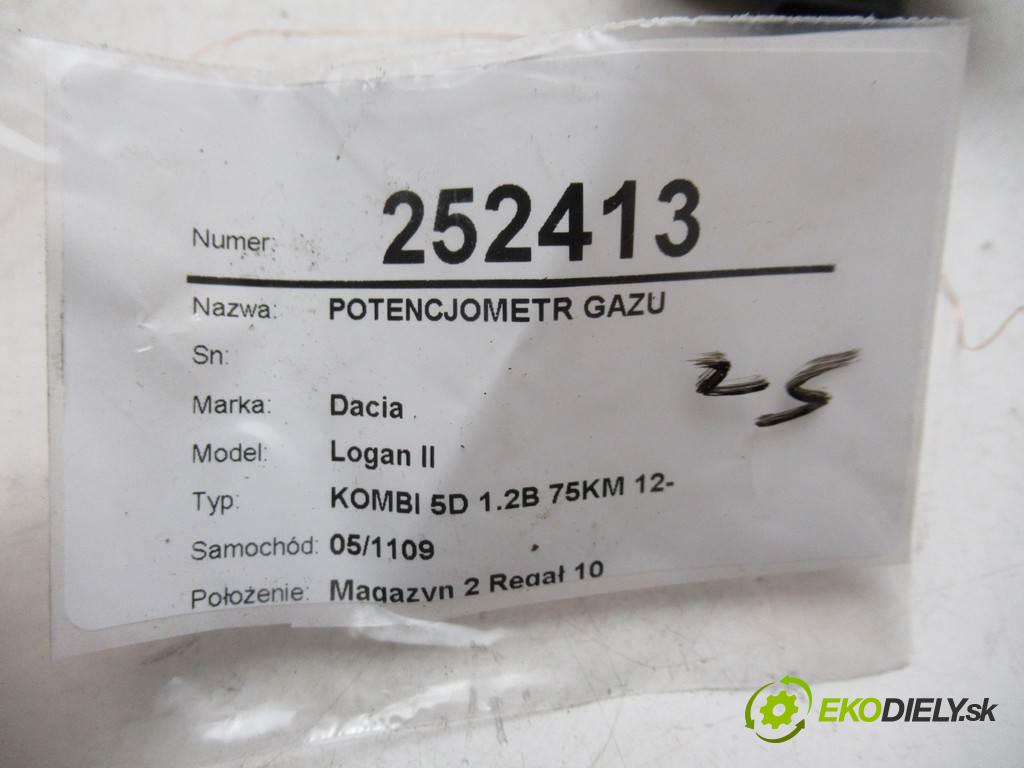 Numer: 252413
Nazwa: POTENCJOMETR GAZU
Sn:
25
Marka: Dacia
Model: Logan II
Typ: KOMBI 5D 1.2B 75KM 12-
Samochód: 05/1109
Położenie: Magazyn 2 Regał 10
EKODIELY.sk